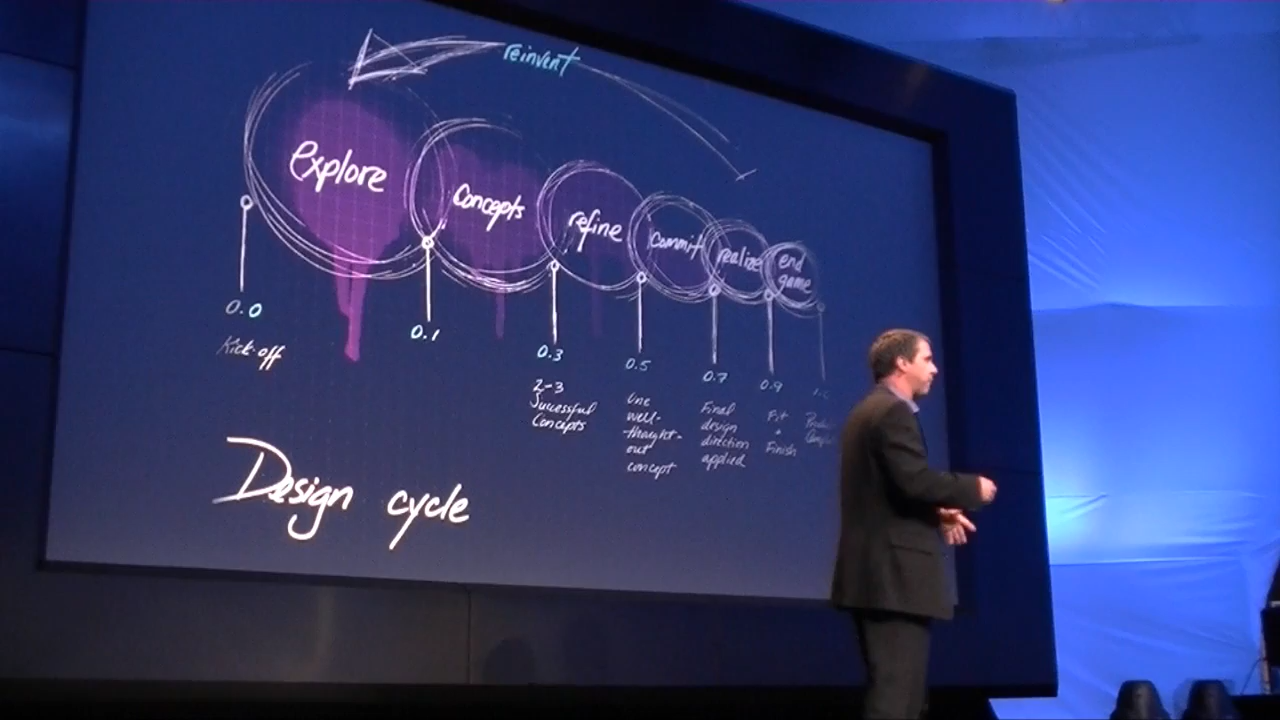 reinvent
explore
Concepts
refine
commit
realize
end
game
0.0
Kick-off
0.1
0.3
2-3
Successful
Concepts
0.5
One
well-
thought-
out
concept
0.7
Final
design
direction
applied
0.9
Fit
+
Finish
Design cycle